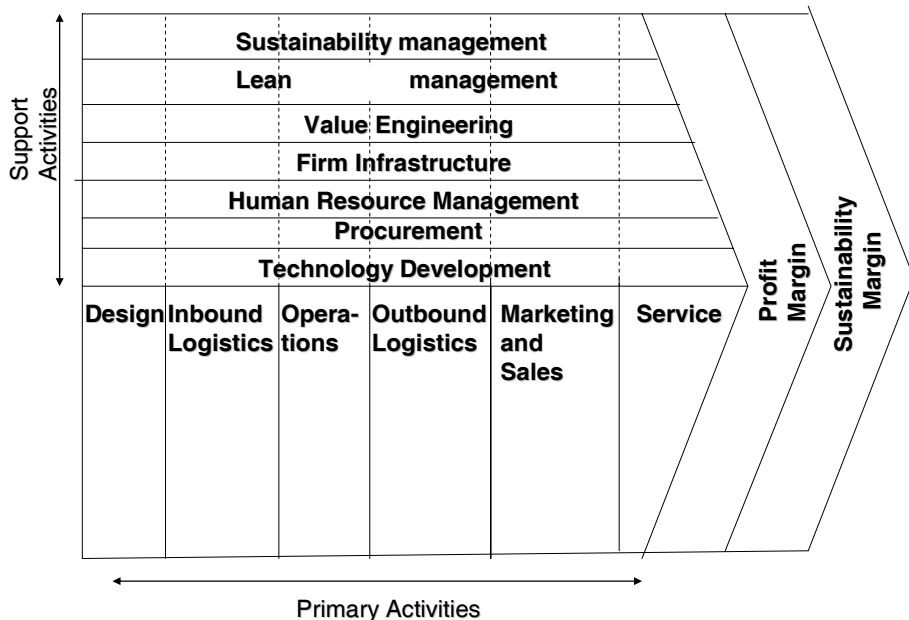 Support
Activities
Sustainability management
Lean management
Value Engineering
Firm Infrastructure
Human Resource Management
Procurement
Technology Development
Design
Inbound
Logistics
Opera-
tions
Outbound
Logistics
Marketing
and
Sales
Service
Profit
Margin
Sustainability
Margin
Primary Activities